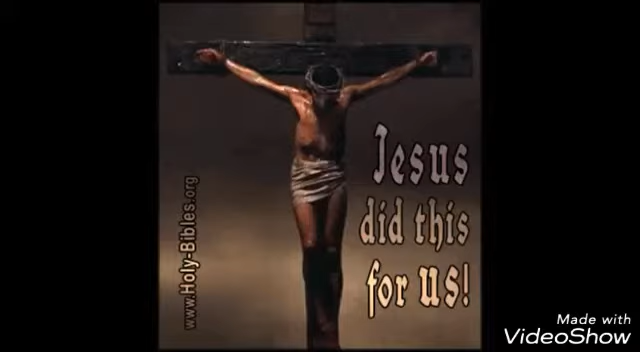 Jesus
did this
for us!
www.Holy-Bibles.org
Made with
VideoShow